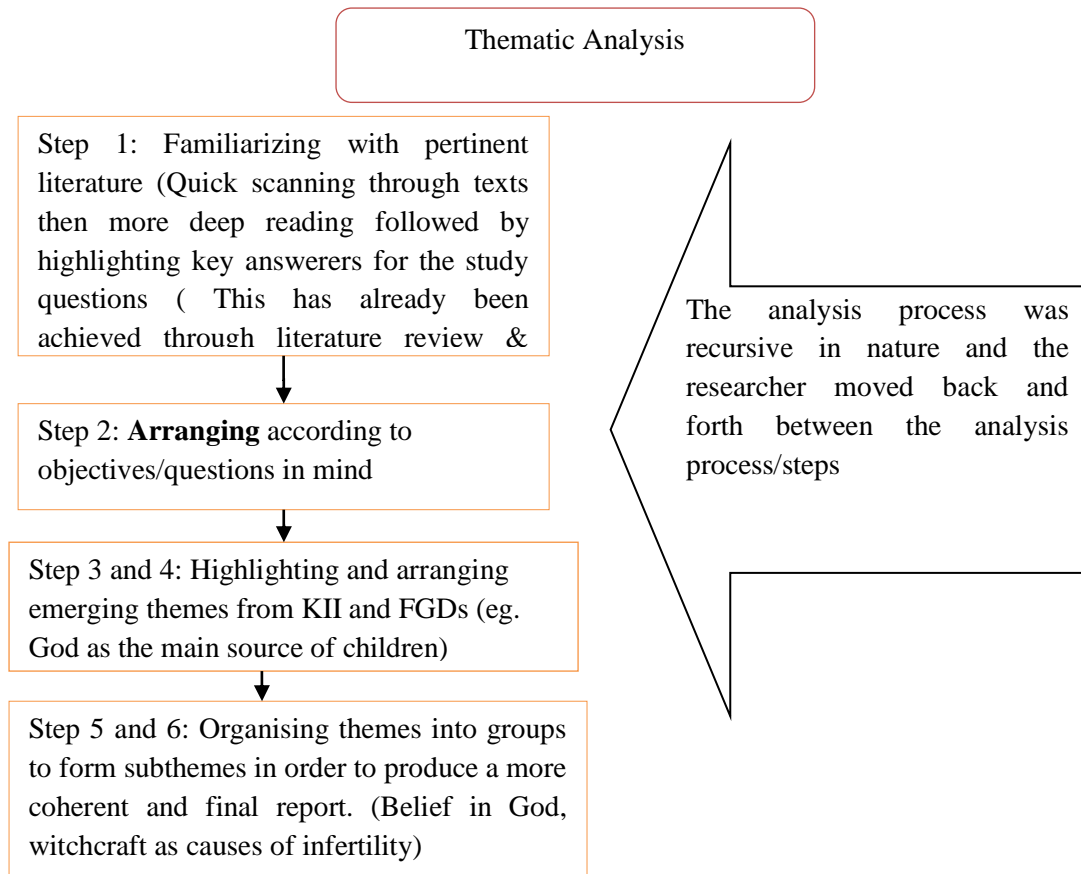 Thematic Analysis
Step 1: Familiarizing with pertinent
literature (Quick scanning through texts
then more deep reading followed by
highlighting key answerers for the study
questions ( This has already been
achieved through literature review &
Step 2: Arranging according to
objectives/questions in mind
Step 3 and 4: Highlighting and arranging
emerging themes from KII and FGDs (eg.
God as the main source of children)
Step 5 and 6: Organising themes into groups
to form subthemes in order to produce a more
coherent and final report. (Belief in God,
witchcraft as causes of infertility)
The analysis process was
recursive in nature and the
researcher moved back and
forth between the analysis
process/steps